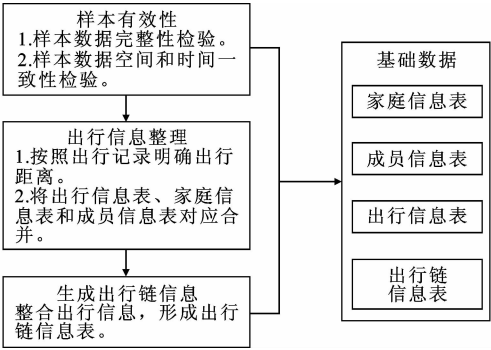 样本有效性
1.样本数据完整性检验。
2.样本数据空间和时间一
致性检验。
出行信息整理
1.按照出行记录明确出行
距离。
2.将出行信息表、家庭信
息表和成员信息表对应合
并。
生成出行链信息
整合出行信息，形成出行
链信息表。
基础数据
家庭信息表
成员信息表
出行信息表
出行链
信息表